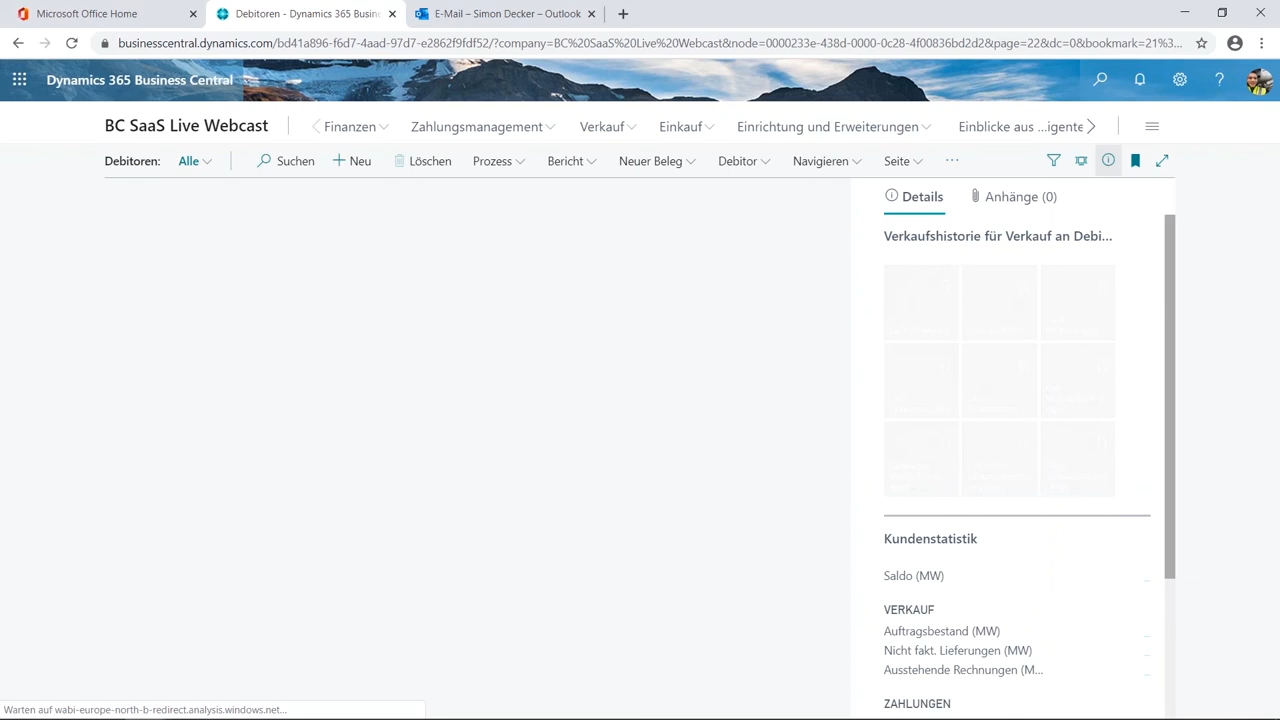 Microsoft Office Home
Debitoren - Dynamics 365 Busine
E-Mail – Simon Decker – Outlook
businesscentral.dynamics.com/bd41a896-f6d7-4aad-97d7-e2862f9fdf52/?company=BC%20SaaS%20Live%20Webcast&node=0000233e-438d-0000-0c28-4f00836bd2d2&page=22&dc=0&bookmark=21%3...
Dynamics 365 Business Central
BC SaaS Live Webcast
Finanzen
Zahlungsmanagement
Verkauf
Einkauf
Einrichtung und Erweiterungen
Einblicke aus ...igente
Debitoren:
Alle
Suchen
Neu
Löschen
Prozess
Bericht
Neuer Beleg
Debitor
Navigieren
Seite
Details
Anhänge (0)
Verkaufshistorie für Verkauf an Debi...
Kundenstatistik
Saldo (MW)
VERKAUF
Auftragsbestand (MW)
Nicht fakt. Lieferungen (MW)
Ausstehende Rechnungen (M...
ZAHLUNGEN
Warten auf wabi-europe-north-b-redirect.analysis.windows.net...